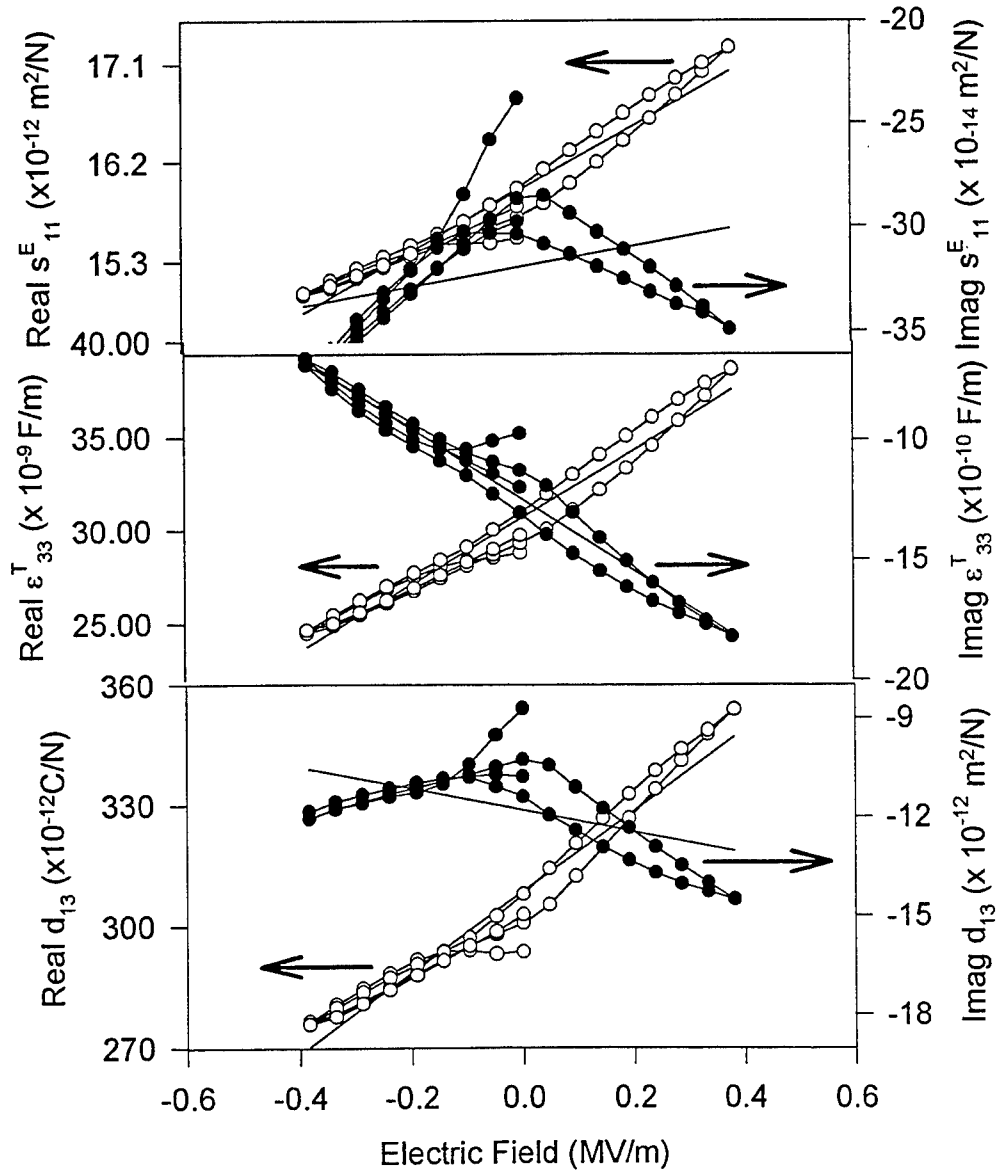 Real s^E_11 (x10^-12 m^2/N)
17.1
16.2
15.3
40.00
-20
-25
-30
-35
Imag s^E_11 (x 10^-14 m^2/N)
Real ε^T_33 (x 10^-9 F/m)
35.00
30.00
25.00
-10
-15
-20
Imag ε^T_33 (x10^-10 F/m)
Real d_13 (x10^-12C/N)
360
330
300
270
-9
-12
-15
-18
Imag d_13 (x 10^-12 m^2/N)
-0.6 -0.4 -0.2 0.0 0.2 0.4 0.6
Electric Field (MV/m)